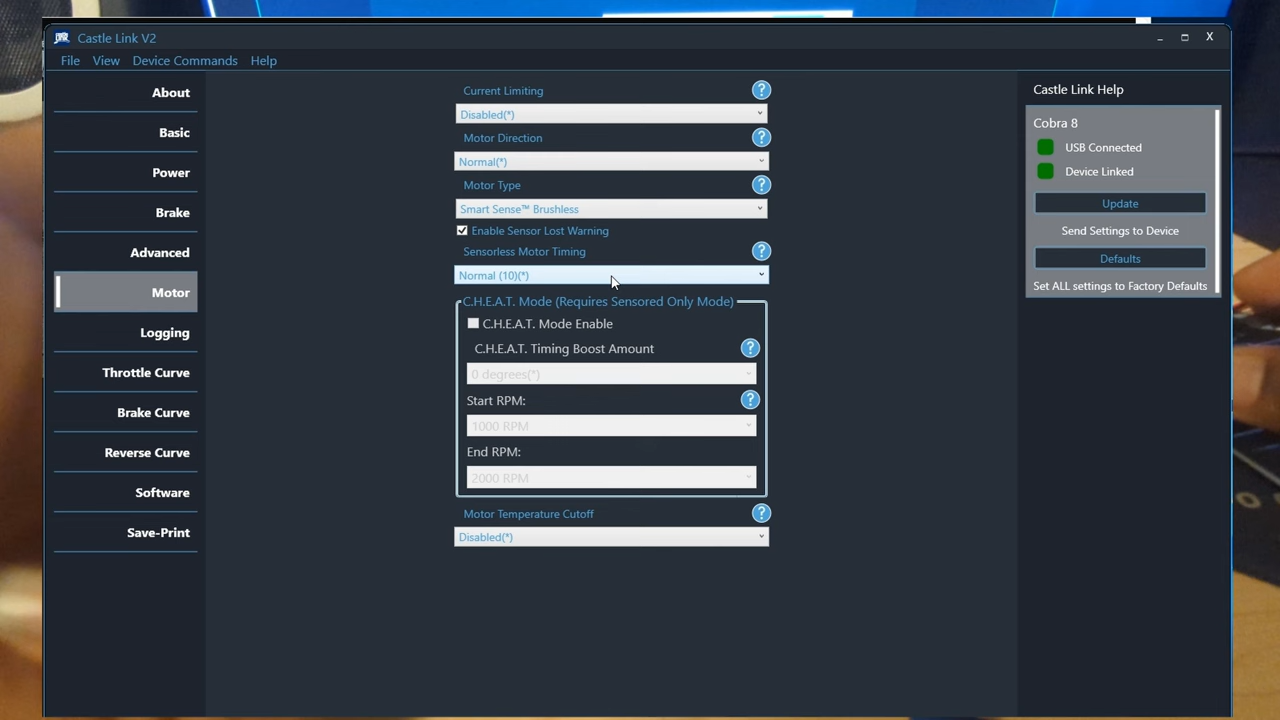 Castle Link V2
File View Device Commands Help
About
Basic
Power
Brake
Advanced
Motor
Logging
Throttle Curve
Brake Curve
Reverse Curve
Software
Save-Print
Current Limiting
Disabled(*)
Motor Direction
Normal(*)
Motor Type
Smart Sense™ Brushless
Enable Sensor Lost Warning
Sensorless Motor Timing
Normal (10)(*)
C.H.E.A.T. Mode (Requires Sensored Only Mode)
C.H.E.A.T. Mode Enable
C.H.E.A.T. Timing Boost Amount
0 degrees(*)
Start RPM:
1000 RPM
End RPM:
2000 RPM
Motor Temperature Cutoff
Disabled(*)
Castle Link Help
Cobra 8
USB Connected
Device Linked
Update
Send Settings to Device
Defaults
Set ALL settings to Factory Defaults